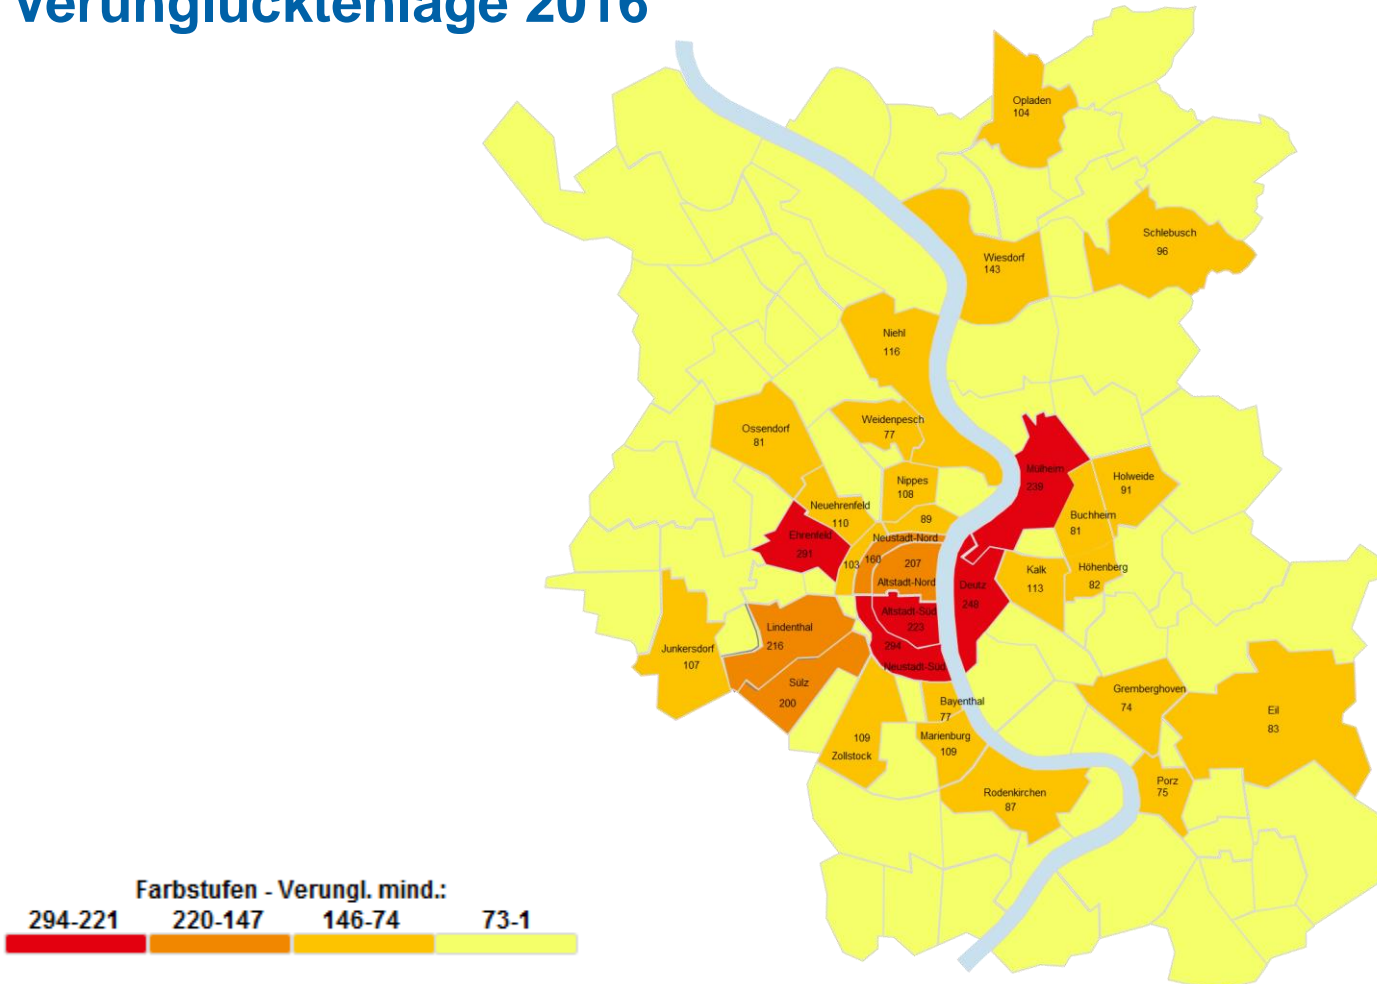 Verunglücktenlage 2016
Opladen
104
Schlebusch
96
Wiesdorf
143
Niehl
116
Weidenpesch
77
Ossendorf
81
Mülheim
239
Holweide
91
Nippes
108
Neuehrenfeld
110
Buchheim
81
89
Ehrenfeld
291
Neustadt-Nord
160
103
207
Altstadt-Nord
Kalk
113
Höhenberg
82
Deutz
248
Altstadt-Süd
223
Lindenthal
216
294
Neustadt-Süd
Junkersdorf
107
Sülz
200
Bayenthal
77
Gremberghoven
74
Eil
83
109
Zollstock
Marienburg
109
Porz
75
Rodenkirchen
87
Farbstufen - Verungl. mind.:
294-221 220-147 146-74 73-1